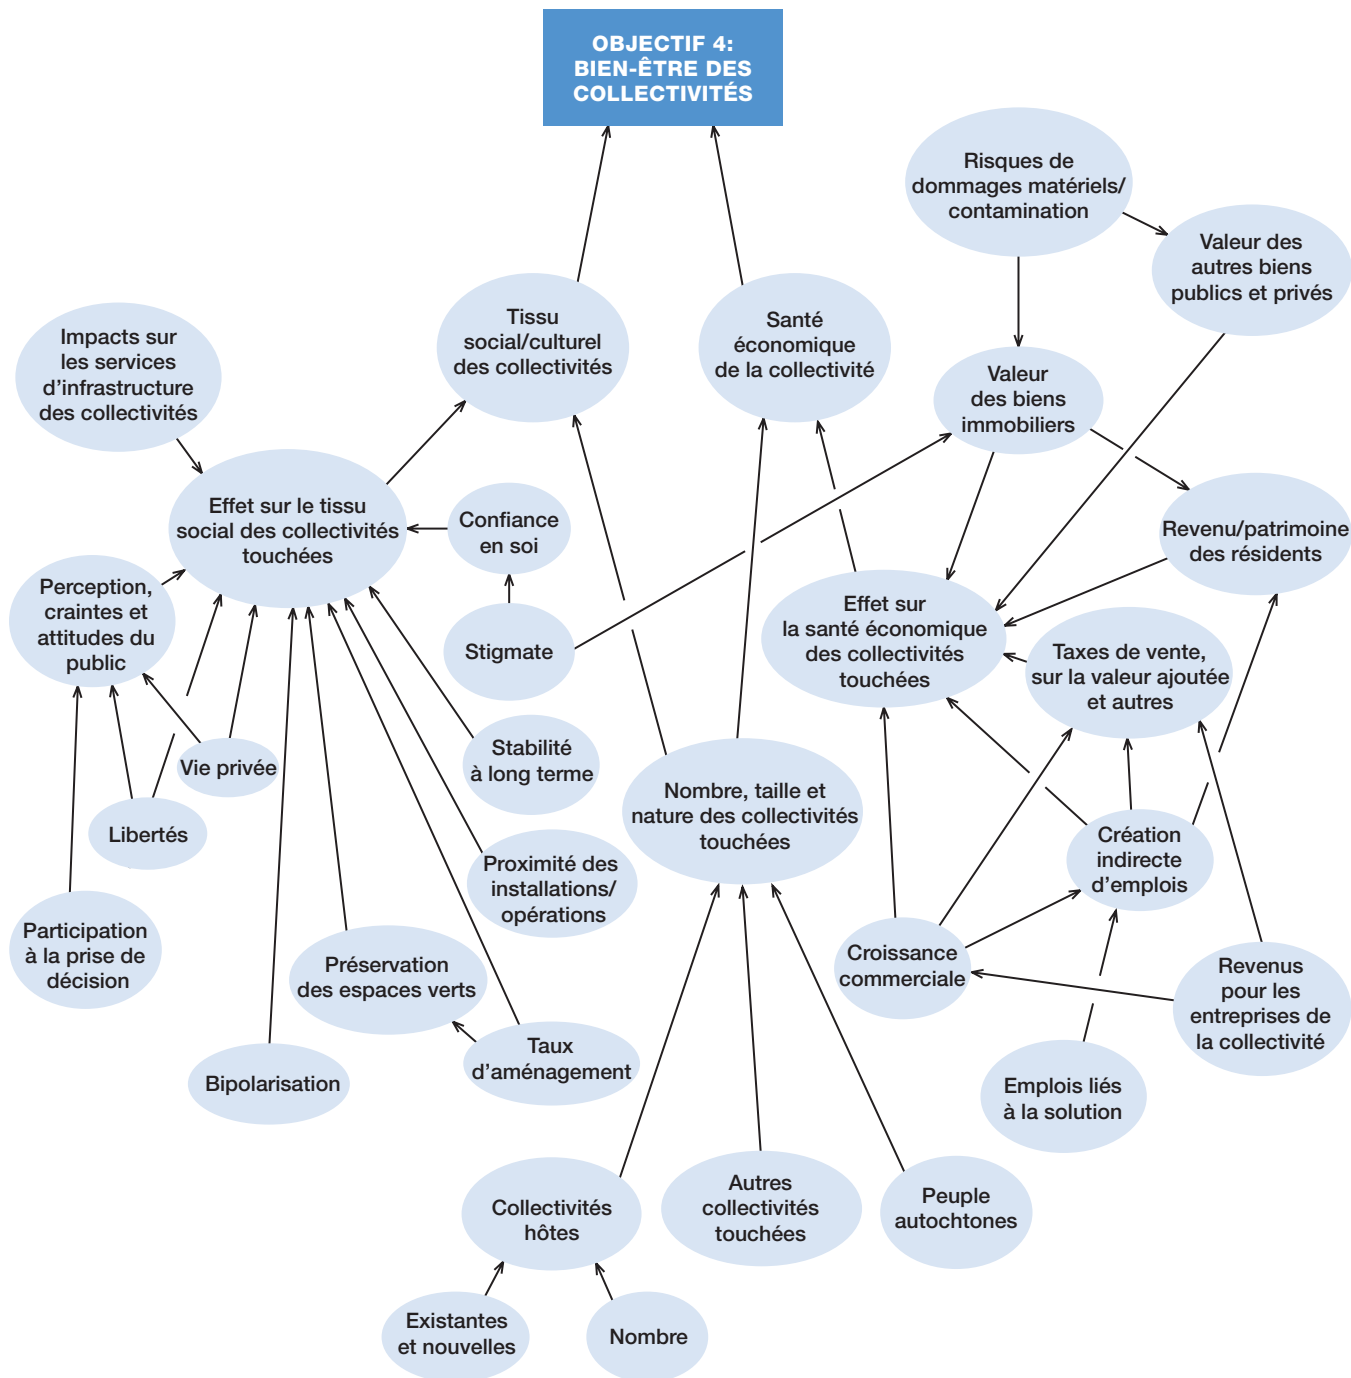 OBJECTIF 4:
BIEN-ÊTRE DES
COLLECTIVITÉS
Risques de
dommages matériels/
contamination
Valeur des
autres biens
publics et privés
Tissu
social/culturel
des collectivités
Santé
économique
de la collectivité
Impacts sur
les services
d’infrastructure
des collectivités
Valeur
des biens
immobiliers
Effet sur le tissu
social des collectivités
touchées
Confiance
en soi
Revenu/patrimoine
des résidents
Perception,
craintes et
attitudes du
public
Stigmate
Effet sur
la santé économique
des collectivités
touchées
Taxes de vente,
sur la valeur ajoutée
et autres
Vie privée
Stabilité
à long terme
Nombre, taille et
nature des collectivités
touchées
Libertés
Création
indirecte
d’emplois
Proximité des
installations/
opérations
Participation
à la prise de
décision
Préservation
des espaces verts
Croissance
commerciale
Revenus
pour les
entreprises de
la collectivité
Taux
d’aménagement
Bipolarisation
Emplois liés
à la solution
Collectivités
hôtes
Autres
collectivités
touchées
Peuple
autochtones
Existantes
et nouvelles
Nombre